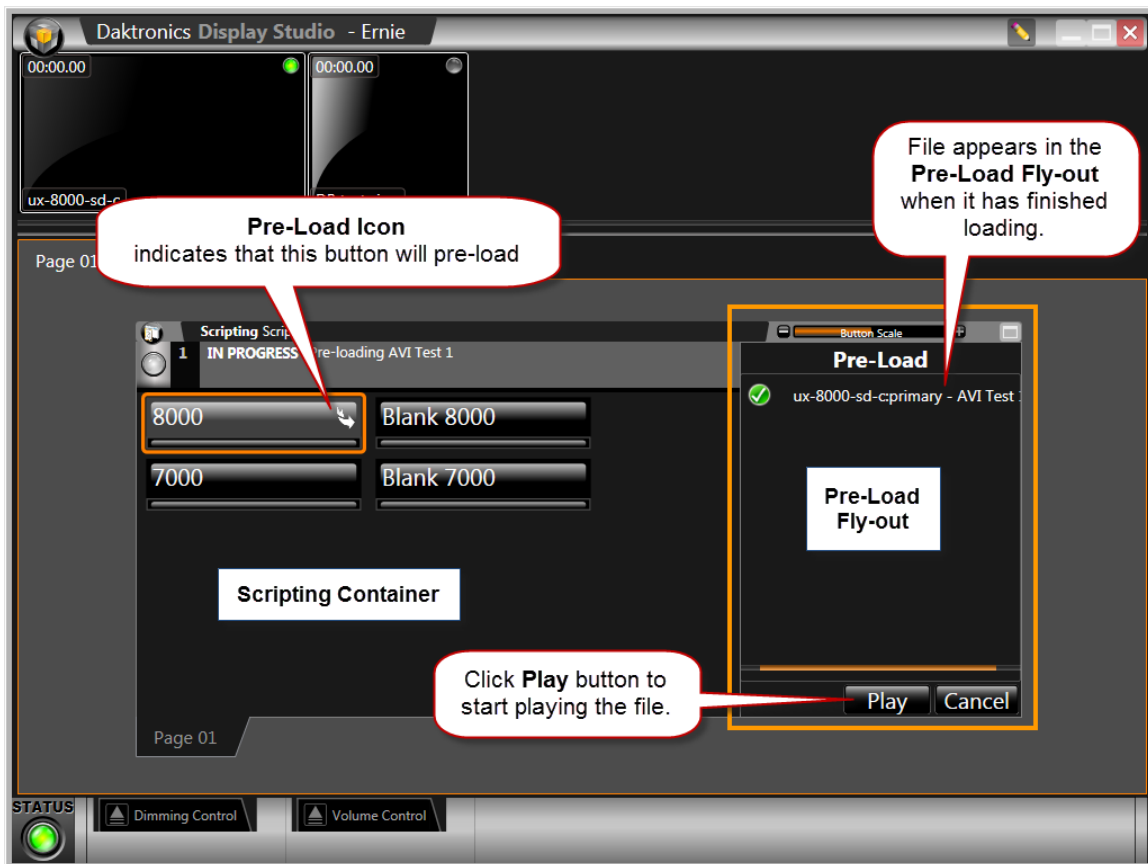 Daktronics Display Studio - Ernie
00:00.00
00:00.00
ux-8000-sd-c
File appears in the
Pre-Load Fly-out
when it has finished
loading.
Pre-Load Icon
indicates that this button will pre-load
Page 01
Scripting
Button Scale
1 IN PROGRESS Pre-loading AVI Test 1
Pre-Load
ux-8000-sd-c:primary - AVI Test
8000
Blank 8000
7000
Blank 7000
Pre-Load
Fly-out
Scripting Container
Click Play button to
start playing the file.
Play
Cancel
Page 01
STATUS
Dimming Control
Volume Control